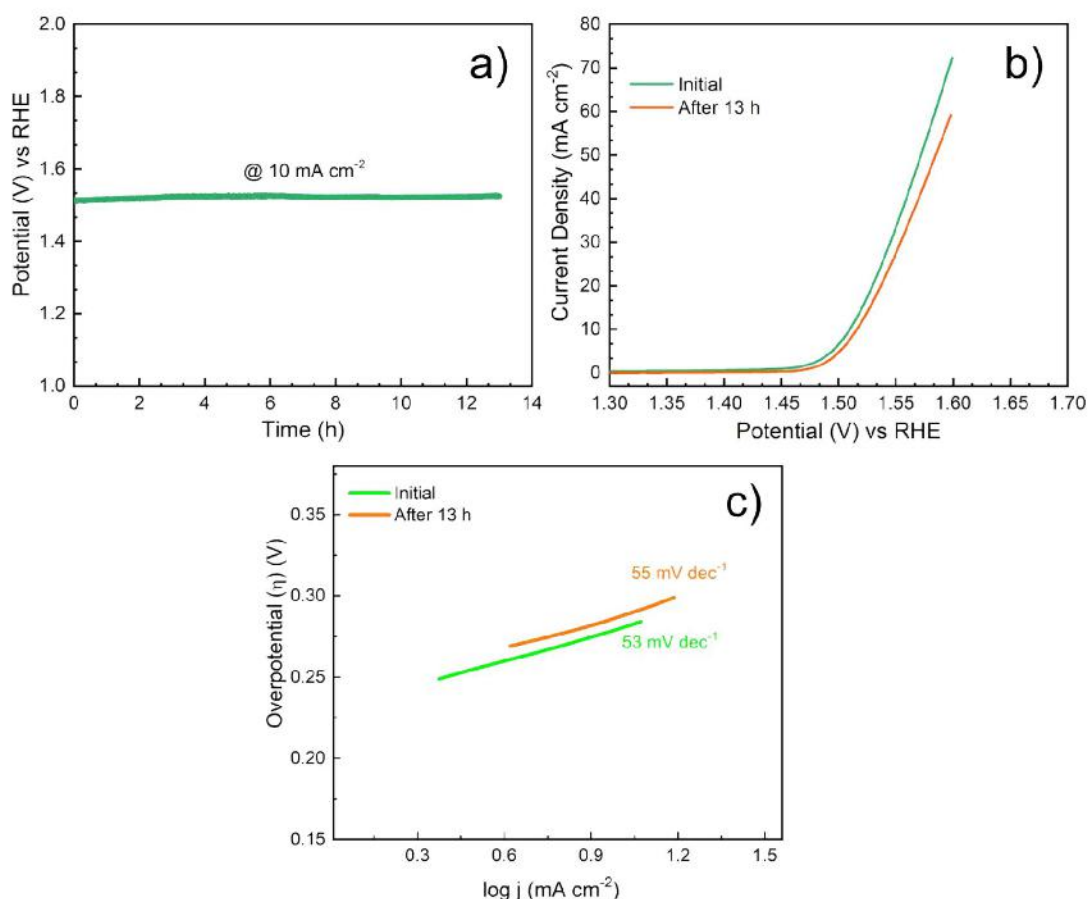 a)
@ 10 mA cm⁻²
2.0
1.8
1.6
1.4
1.2
1.0
Potential (V) vs RHE
0
2
4
6
8
10
12
14
Time (h)
b)
Initial
After 13 h
80
70
60
50
40
30
20
10
0
Current Density (mA cm⁻²)
1.30
1.35
1.40
1.45
1.50
1.55
1.60
1.65
1.70
Potential (V) vs RHE
c)
Initial
After 13 h
55 mV dec⁻¹
53 mV dec⁻¹
0.35
0.30
0.25
0.20
0.15
Overpotential (η) (V)
0.3
0.6
0.9
1.2
1.5
log j (mA cm⁻²)